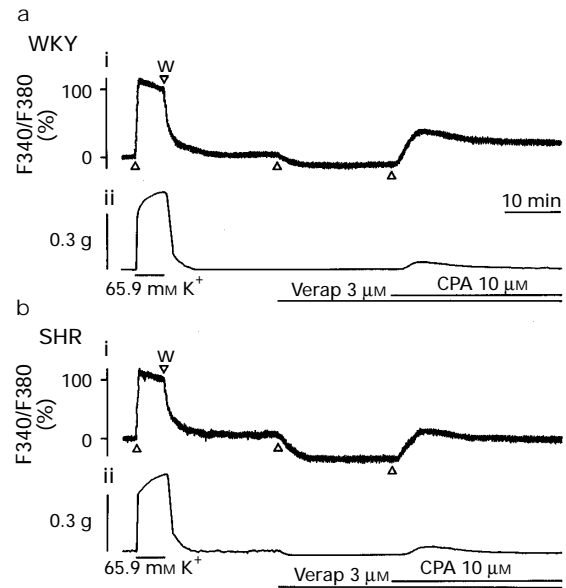 a
WKY
i
W
F340/F380
(%)
100
0
10 min
ii
0.3 g
65.9 mM K+
Verap 3 μM
CPA 10 μM
b
SHR
i
W
F340/F380
(%)
100
0
ii
0.3 g
65.9 mM K+
Verap 3 μM
CPA 10 μM